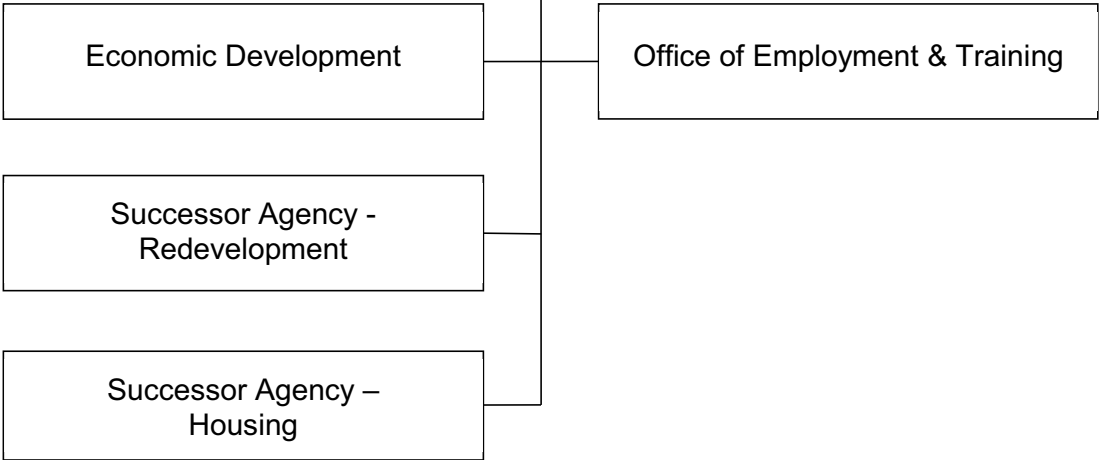 Economic Development
Office of Employment & Training
Successor Agency -
Redevelopment
Successor Agency –
Housing